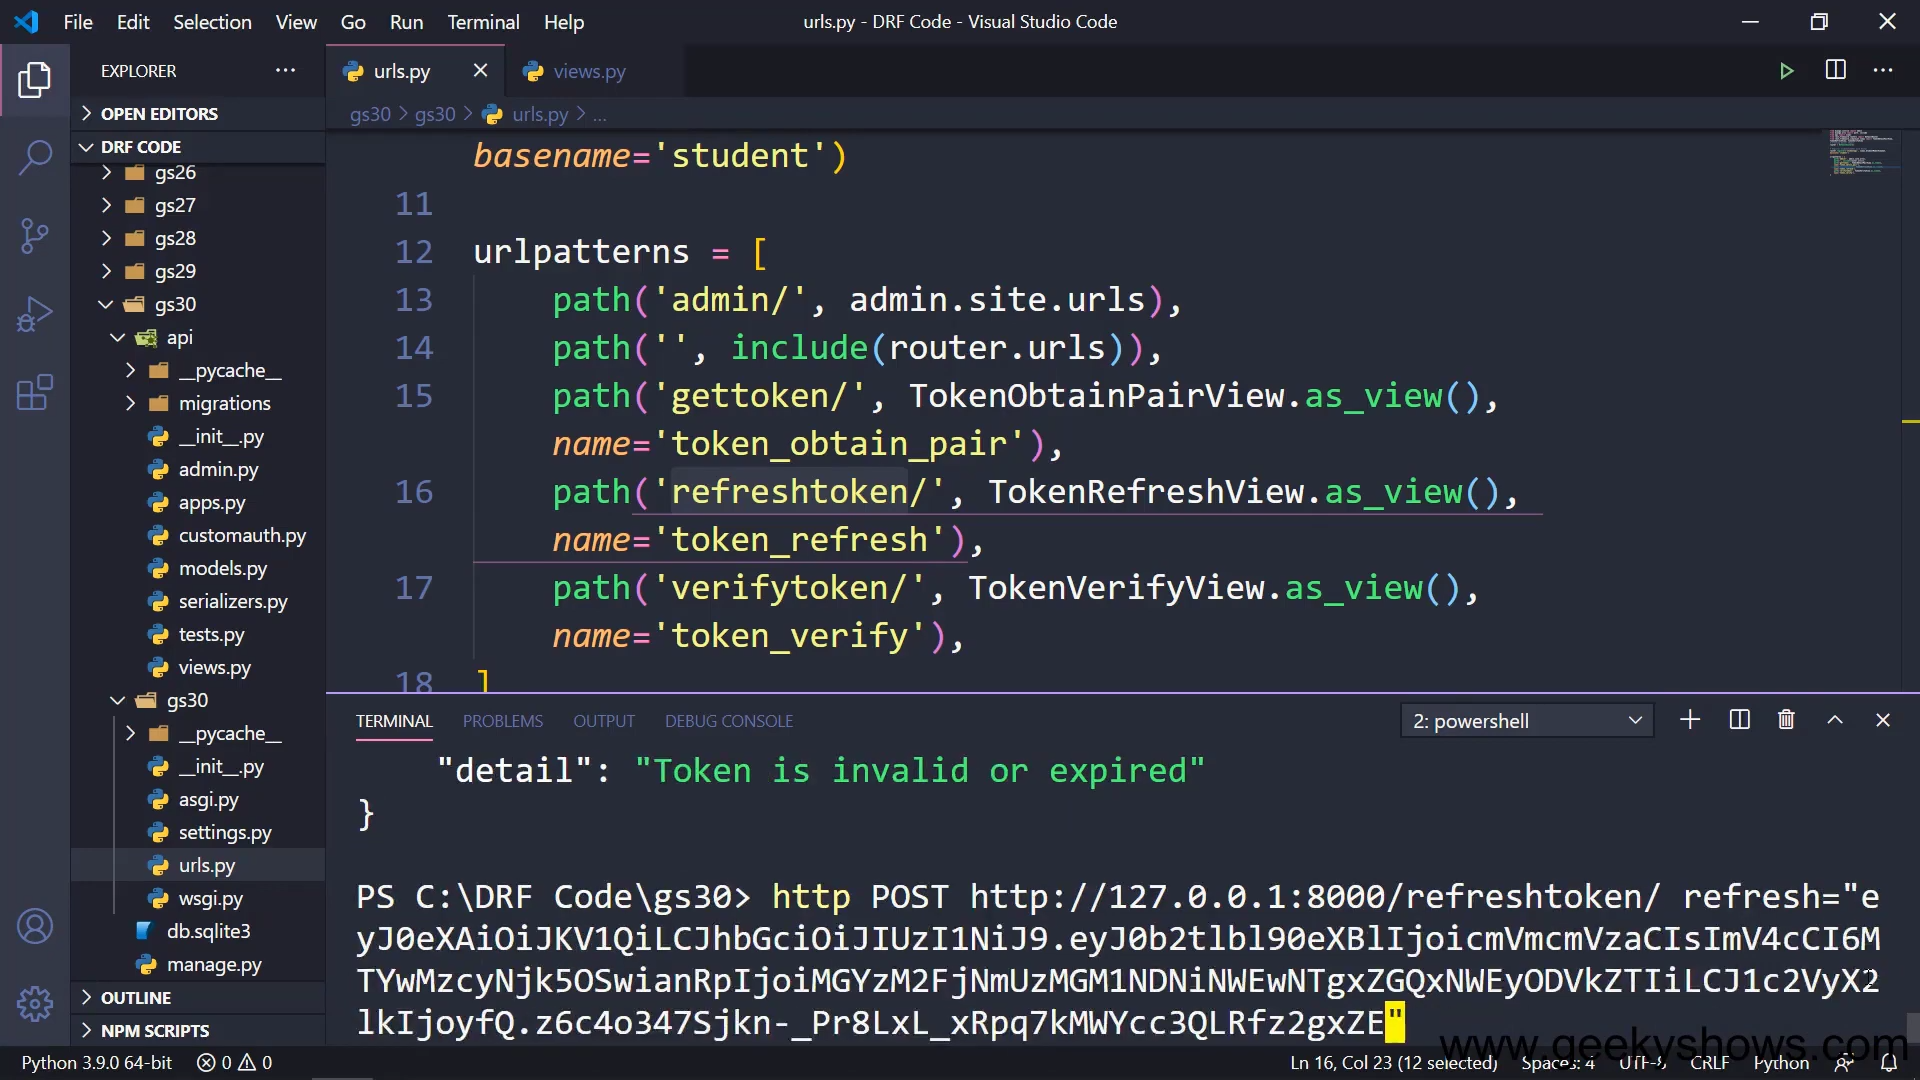 File Edit Selection View Go Run Terminal Help
urls.py - DRF Code - Visual Studio Code
EXPLORER
OPEN EDITORS
DRF CODE
gs26
gs27
gs28
gs29
gs30
api
__pycache__
migrations
__init__.py
admin.py
apps.py
customauth.py
models.py
serializers.py
tests.py
views.py
gs30
__pycache__
__init__.py
asgi.py
settings.py
urls.py
wsgi.py
db.sqlite3
manage.py
OUTLINE
NPM SCRIPTS
urls.py
views.py
gs30 > gs30 > urls.py > ...
basename='student')
11
12 urlpatterns = [
13 path('admin/', admin.site.urls),
14 path('', include(router.urls)),
15 path('gettoken/', TokenObtainPairView.as_view(),
name='token_obtain_pair'),
16 path('refreshtoken/', TokenRefreshView.as_view(),
name='token_refresh'),
17 path('verifytoken/', TokenVerifyView.as_view(),
name='token_verify'),
18 ]
TERMINAL PROBLEMS OUTPUT DEBUG CONSOLE
2: powershell
"detail": "Token is invalid or expired"
}
PS C:\DRF Code\gs30> http POST http://127.0.0.1:8000/refreshtoken/ refresh="e
yJ0eXAiOiJKV1QiLCJhbGciOiJIUzI1NiJ9.eyJ0b2tlbl90eXBlIjoicmVmcmVzaCIsImV4cCI6M
TYwMzcyNjk5OSwianRpIjoiMGYzM2FjNmUzMGM1NDNiNWEwNTgxZGQxNWEyODVkZTIiLCJ1c2VyX2
lkIjoyfQ.z6c4o347Sjkn-_Pr8LxL_xRpq7kMWYcc3QLRfz2gxZE"
www.geekyshows.com
Python 3.9.0 64-bit 0 0
Ln 16, Col 23 (12 selected) Spaces: 4 UTF-8 CRLF Python